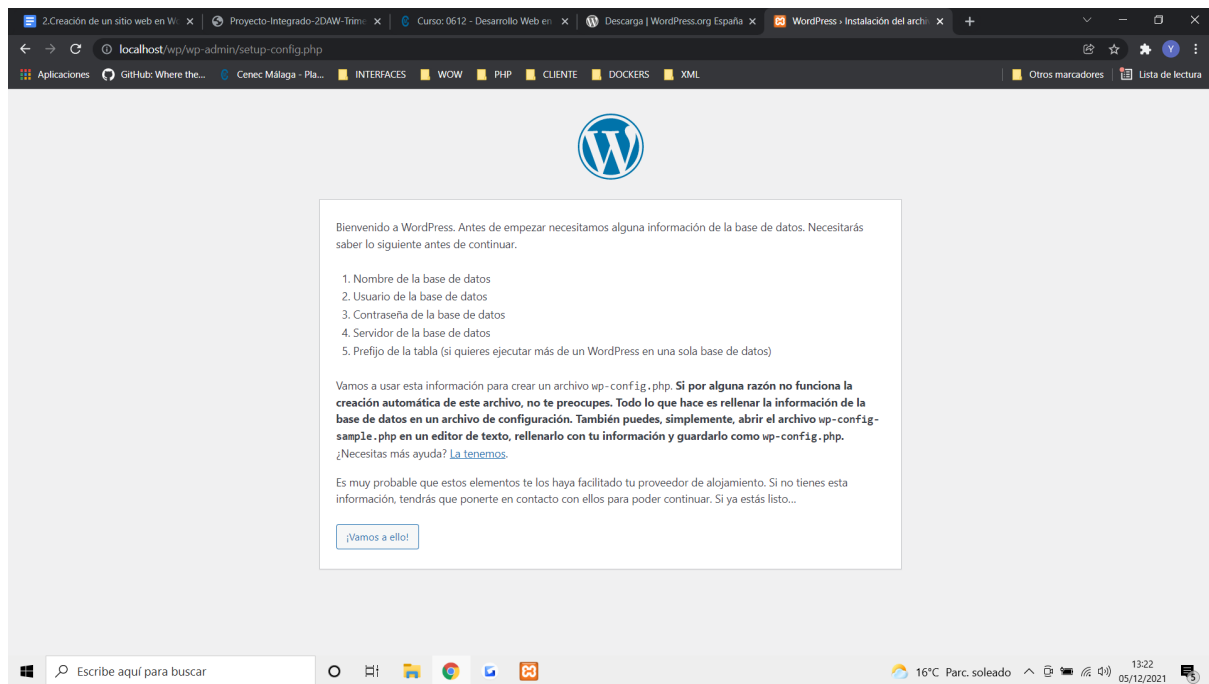 2.Creación de un sitio web en Wo
Proyecto-Integrado-2DAW-Trime
Curso: 0612 - Desarrollo Web en
Descarga | WordPress.org España
WordPress › Instalación del archi
localhost/wp/wp-admin/setup-config.php
Y
Aplicaciones
GitHub: Where the...
Cenec Málaga - Pla...
INTERFACES
WOW
PHP
CLIENTE
DOCKERS
XML
Otros marcadores
Lista de lectura
Bienvenido a WordPress. Antes de empezar necesitamos alguna información de la base de datos. Necesitarás
saber lo siguiente antes de continuar.
1. Nombre de la base de datos
2. Usuario de la base de datos
3. Contraseña de la base de datos
4. Servidor de la base de datos
5. Prefijo de la tabla (si quieres ejecutar más de un WordPress en una sola base de datos)
Vamos a usar esta información para crear un archivo wp-config.php. Si por alguna razón no funciona la
creación automática de este archivo, no te preocupes. Todo lo que hace es rellenar la información de la
base de datos en un archivo de configuración. También puedes, simplemente, abrir el archivo wp-config-
sample.php en un editor de texto, rellenarlo con tu información y guardarlo como wp-config.php.
¿Necesitas más ayuda? La tenemos.
Es muy probable que estos elementos te los haya facilitado tu proveedor de alojamiento. Si no tienes esta
información, tendrás que ponerte en contacto con ellos para poder continuar. Si ya estás listo...
¡Vamos a ello!
Escribe aquí para buscar
16°C Parc. soleado
13:22
05/12/2021
5